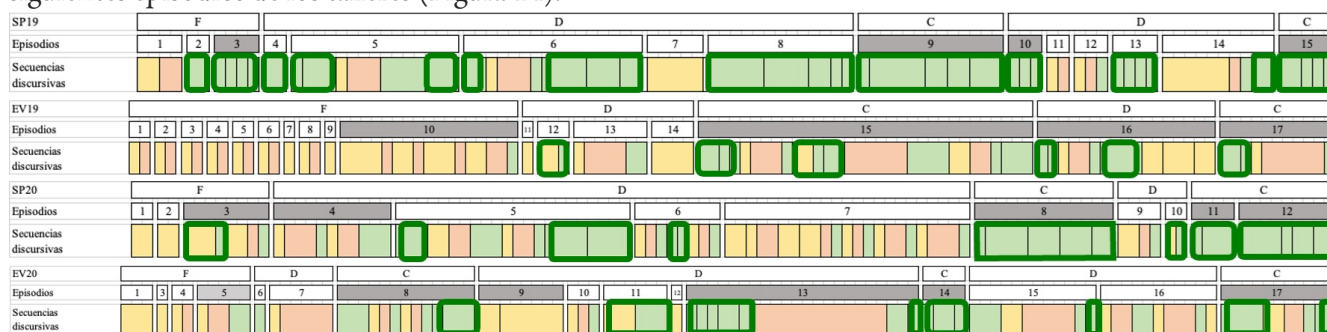 SP19 F D C D C
Episodios 1 2 3 4 5 6 7 8 9 10 11 12 13 14 15
Secuencias
discursivas
EV19 F D C D C
Episodios 1 2 3 4 5 6 7 8 9 10 11 12 13 14 15 16 17
Secuencias
discursivas
SP20 F D C D C
Episodios 1 2 3 4 5 6 7 8 9 10 11 12
Secuencias
discursivas
EV20 F D C D C D C
Episodios 1 3 4 5 6 7 8 9 10 11 12 13 14 15 16 17
Secuencias
discursivas